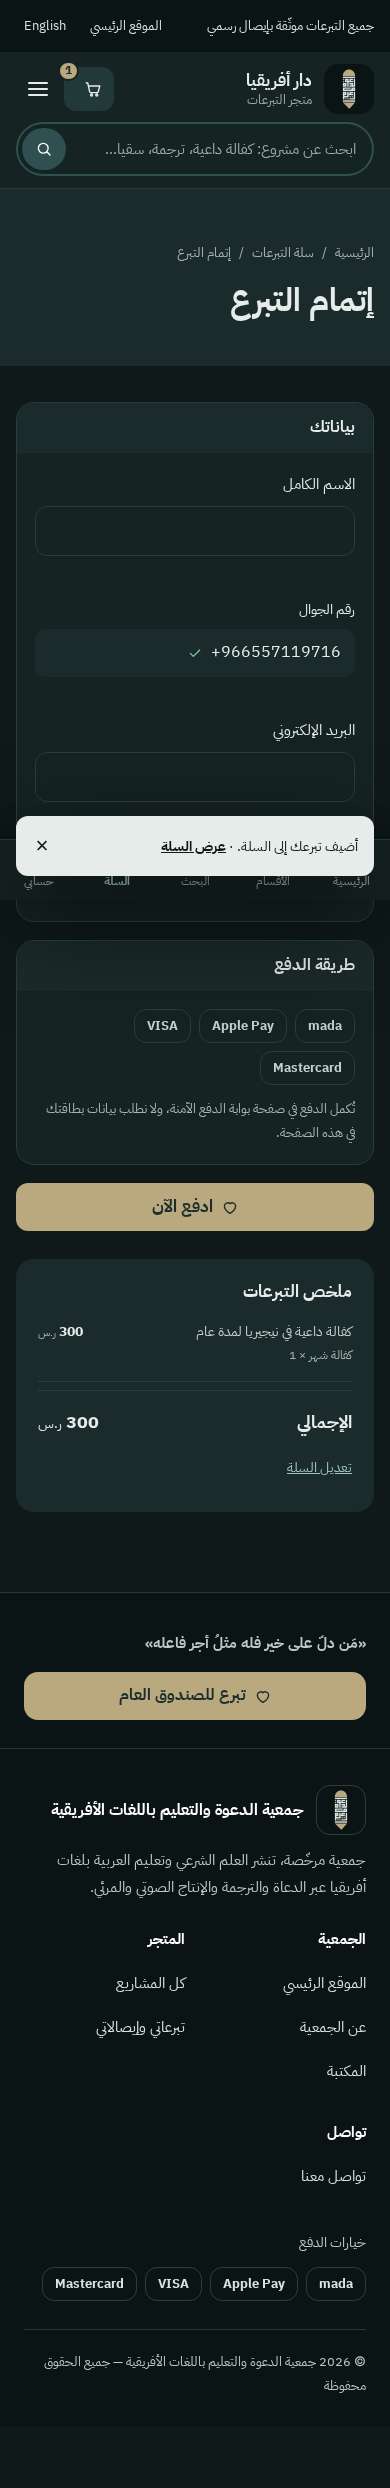 جميع التبرعات موثّقة بإيصال رسمي
الموقع الرئيسي
English
دار أفريقيا
متجر التبرعات
1
ابحث عن مشروع: كفالة داعية، ترجمة، سقيا...
الرئيسية / سلة التبرعات / إتمام التبرع
إتمام التبرع
بياناتك
الاسم الكامل
رقم الجوال
+966557119716
البريد الإلكتروني
أضيف تبرعك إلى السلة. · عرض السلة
الرئيسية
الأقسام
البحث
السلة
حسابي
طريقة الدفع
mada
Apple Pay
VISA
Mastercard
تُكمل الدفع في صفحة بوابة الدفع الآمنة، ولا نطلب بيانات بطاقتك
في هذه الصفحة.
ادفع الآن
ملخص التبرعات
كفالة داعية في نيجيريا لمدة عام
300 ر.س
كفالة شهر × 1
الإجمالي
300 ر.س
تعديل السلة
«مَن دلّ على خير فله مثلُ أجر فاعله»
تبرع للصندوق العام
جمعية الدعوة والتعليم باللغات الأفريقية
جمعية مرخّصة، تنشر العلم الشرعي وتعليم العربية بلغات
أفريقيا عبر الدعاة والترجمة والإنتاج الصوتي والمرئي.
الجمعية
الموقع الرئيسي
عن الجمعية
المكتبة
المتجر
كل المشاريع
تبرعاتي وإيصالاتي
تواصل
تواصل معنا
خيارات الدفع
mada
Apple Pay
VISA
Mastercard
© 2026 جمعية الدعوة والتعليم باللغات الأفريقية — جميع الحقوق
محفوظة